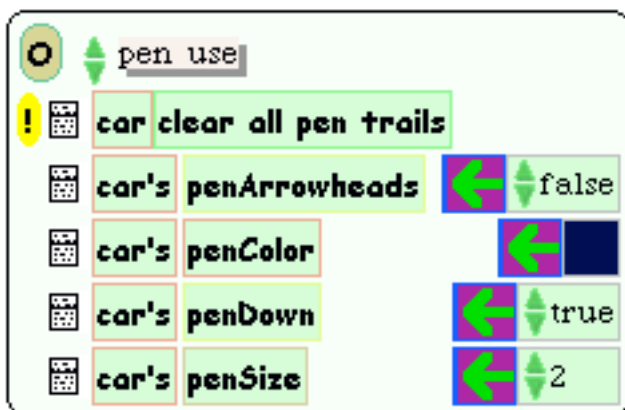 O pen use
! car clear all pen trails
car's penArrowheads false
car's penColor
car's penDown true
car's penSize 2